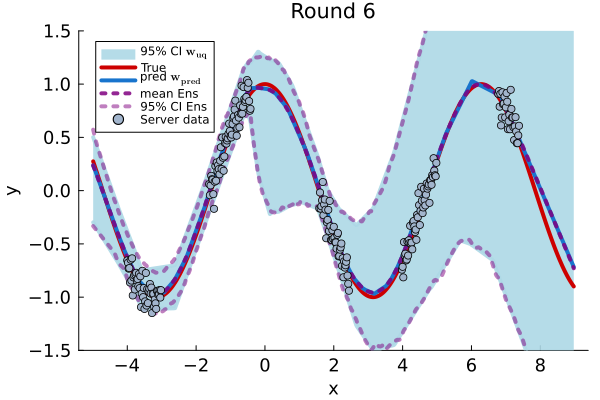 Round 6
95% CI w_uq
True
pred w_pred
mean Ens
95% CI Ens
Server data
y
1.5
1.0
0.5
0.0
−0.5
−1.0
−1.5
−4 −2 0 2 4 6 8
x